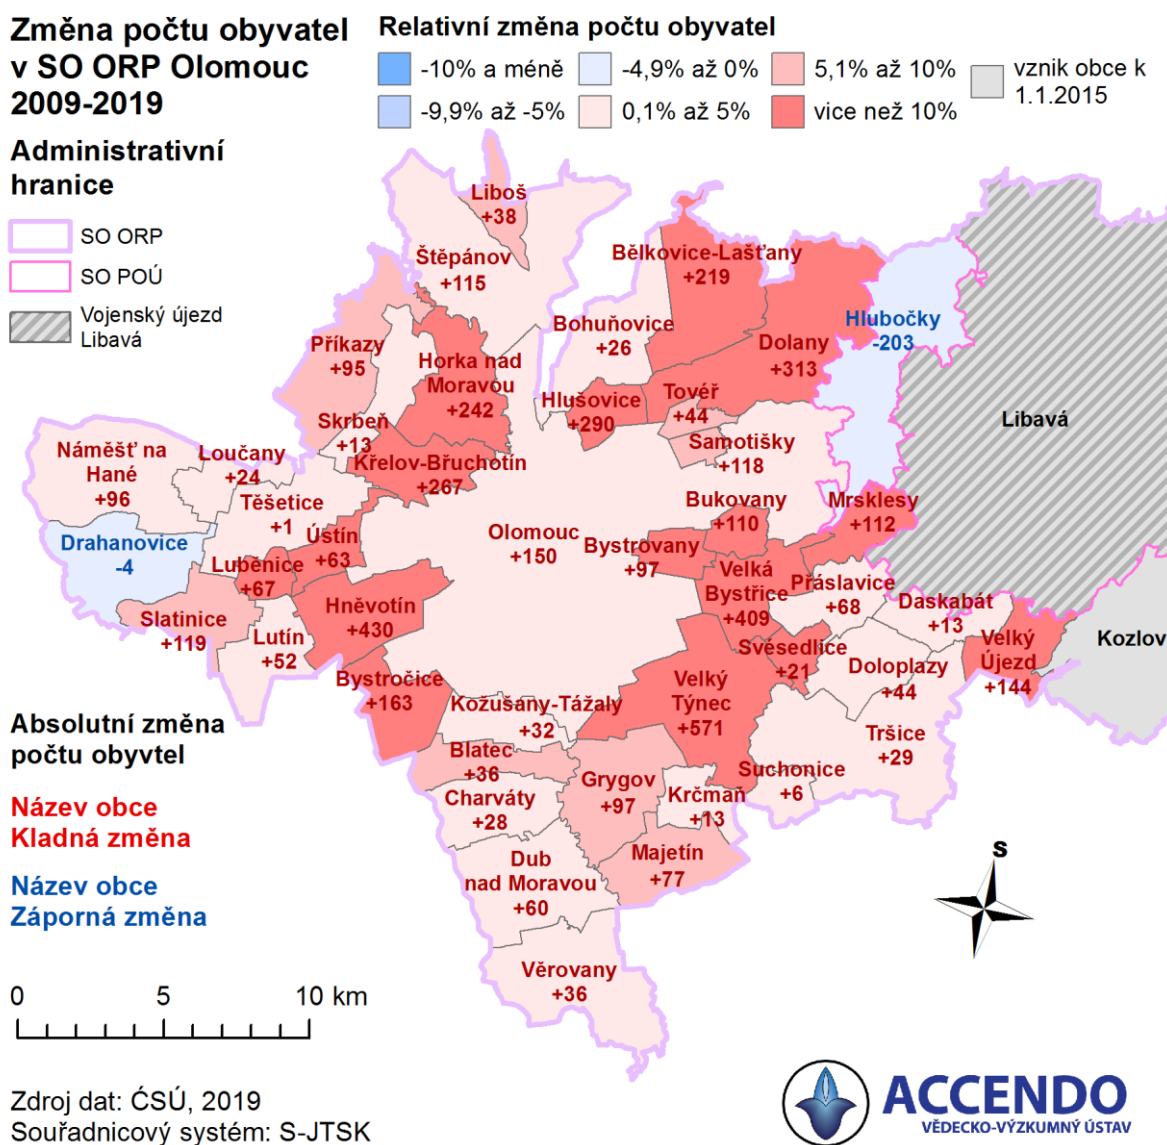 Změna počtu obyvatel
v SO ORP Olomouc
2009-2019
Administrativní
hranice
SO ORP
SO POÚ
Vojenský újezd
Libavá
Relativní změna počtu obyvatel
-10% a méně
-9,9% až -5%
-4,9% až 0%
0,1% až 5%
5,1% až 10%
vice než 10%
vznik obce k
1.1.2015
Liboš
+38
Štěpánov
+115
Bělkovice-Lašťany
+219
Bohuňovice
+26
Hlubočky
-203
Příkazy
+95
Horka nad
Moravou
+242
Dolany
+313
Hlušovice
+290
Tovéř
+44
Skrbeň
+13
Samotišky
+118
Libavá
Náměšť na
Hané
+96
Loučany
+24
Křelov-Břuchotín
+267
Těšetice
+1
Bukovany
+110
Mrsklesy
+112
Drahanovice
-4
Ústín
+63
Olomouc
+150
Bystrovany
+97
Luběnice
+67
Velká
Bystřice
+409
Přáslavice
+68
Daskabát
+13
Slatinice
+119
Hněvotín
+430
Lutín
+52
Svésedlice
+21
Velký
Újezd
+144
Kozlov
Doloplazy
+44
Bystročice
+163
Velký
Týnec
+571
Kožušany-Tážaly
+32
Tršice
+29
Blatec
+36
Grygov
+97
Suchonice
+6
Krčmaň
+13
Charváty
+28
Majetín
+77
Dub
nad Moravou
+60
Věrovany
+36
Absolutní změna
počtu obyvtel
Název obce
Kladná změna
Název obce
Záporná změna
S
0 5 10 km
Zdroj dat: ČSÚ, 2019
Souřadnicový systém: S-JTSK
ACCENDO
VĚDECKO-VÝZKUMNÝ ÚSTAV